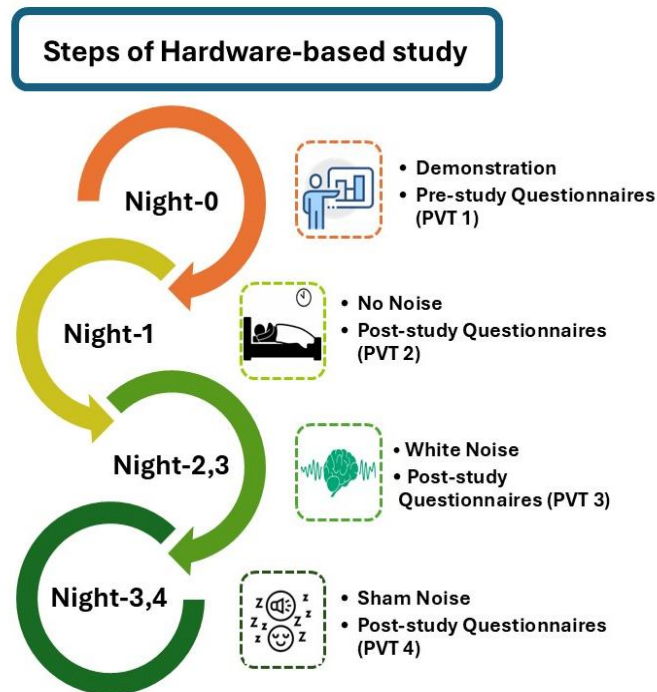 Steps of Hardware-based study
Night-0
• Demonstration
• Pre-study Questionnaires
(PVT 1)
Night-1
• No Noise
• Post-study Questionnaires
(PVT 2)
Night-2,3
• White Noise
• Post-study
Questionnaires (PVT 3)
Night-3,4
• Sham Noise
• Post-study Questionnaires
(PVT 4)
z
z
Z
Z
z
z
z
Z